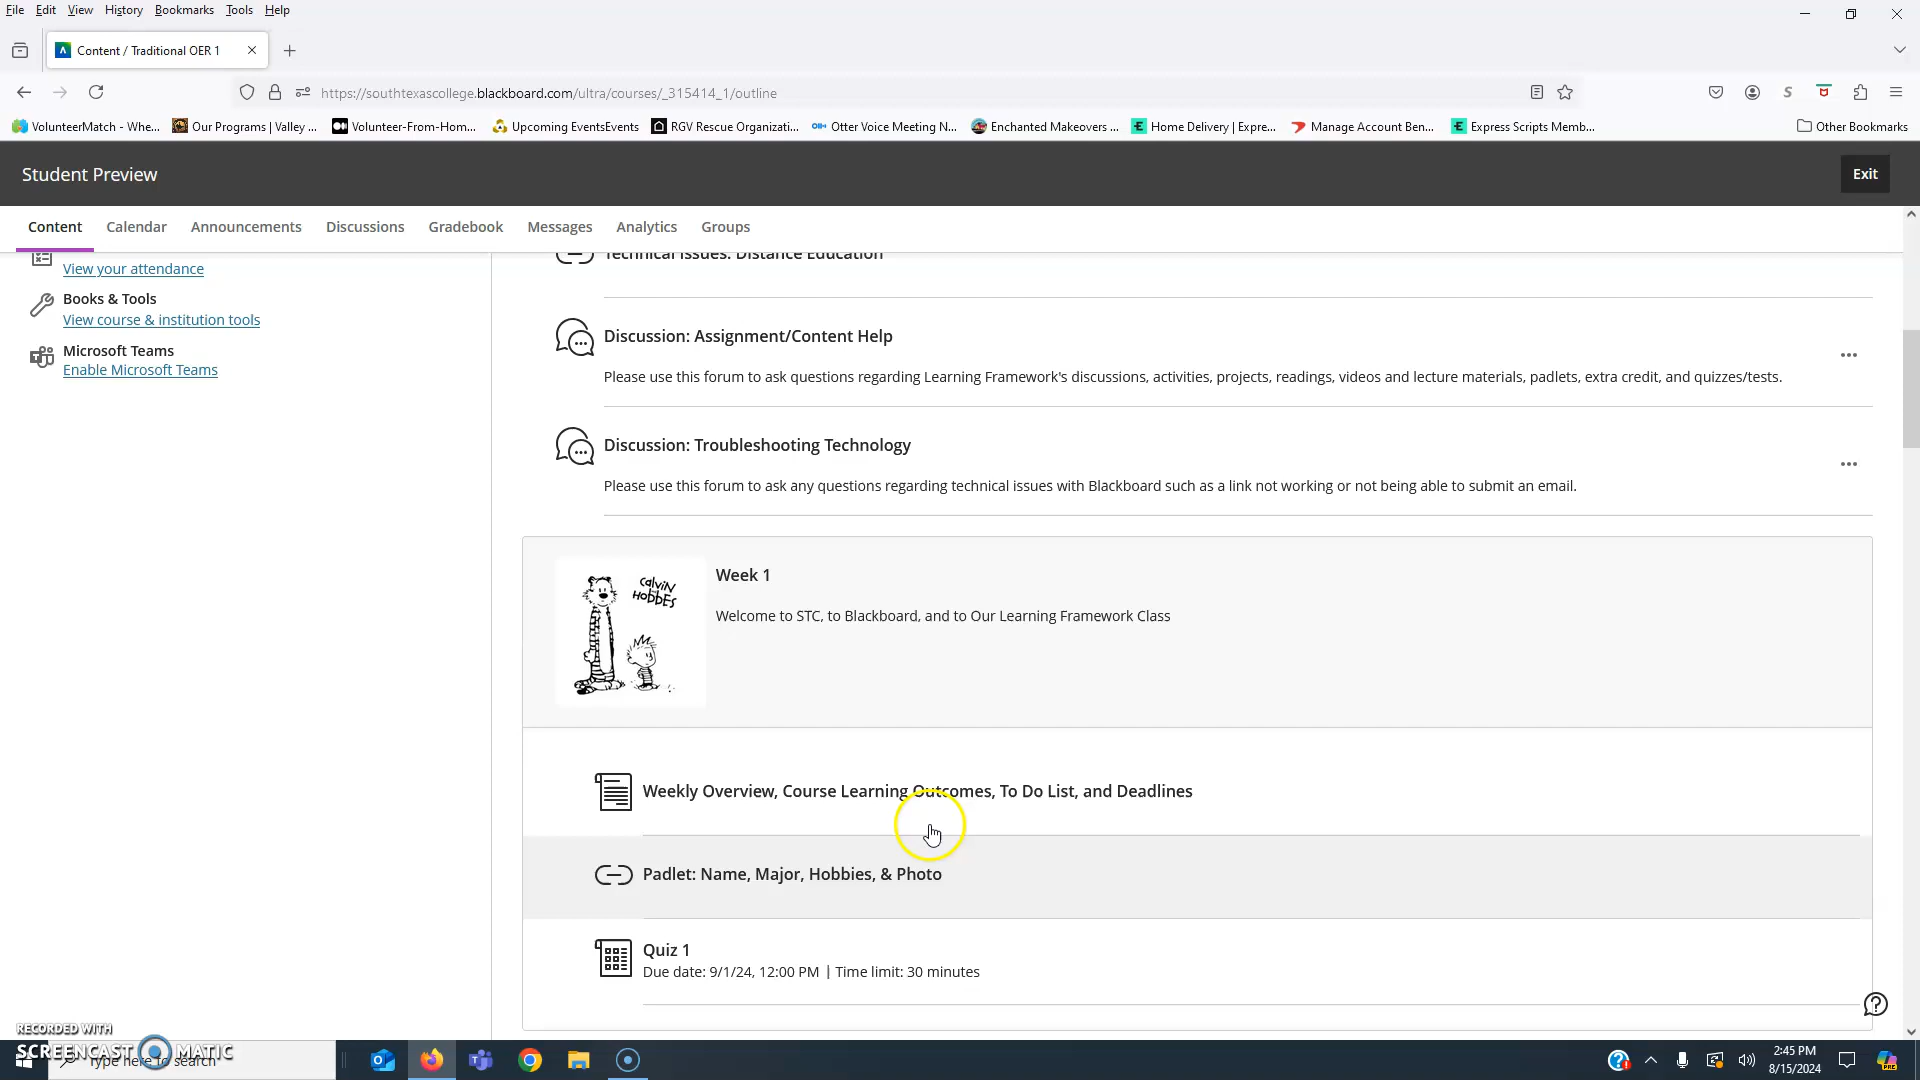 File Edit View History Bookmarks Tools Help
Content / Traditional OER 1
https://southtexascollege.blackboard.com/ultra/courses/_315414_1/outline
VolunteerMatch - Whe... Our Programs | Valley ... Volunteer-From-Hom... Upcoming EventsEvents RGV Rescue Organizati... Otter Voice Meeting N... Enchanted Makeovers ... Home Delivery | Expre... Manage Account Ben... Express Scripts Memb... Other Bookmarks
Student Preview Exit
Content Calendar Announcements Discussions Gradebook Messages Analytics Groups
View your attendance
Books & Tools
View course & institution tools
Microsoft Teams
Enable Microsoft Teams
Technical Issues: Distance Education
Discussion: Assignment/Content Help
Please use this forum to ask questions regarding Learning Framework's discussions, activities, projects, readings, videos and lecture materials, padlets, extra credit, and quizzes/tests.
Discussion: Troubleshooting Technology
Please use this forum to ask any questions regarding technical issues with Blackboard such as a link not working or not being able to submit an email.
Calvin and
HobbEs
Week 1
Welcome to STC, to Blackboard, and to Our Learning Framework Class
Weekly Overview, Course Learning Outcomes, To Do List, and Deadlines
Padlet: Name, Major, Hobbies, & Photo
Quiz 1
Due date: 9/1/24, 12:00 PM | Time limit: 30 minutes
RECORDED WITH
SCREENCAST MATIC
Type here to search
2:45 PM
8/15/2024